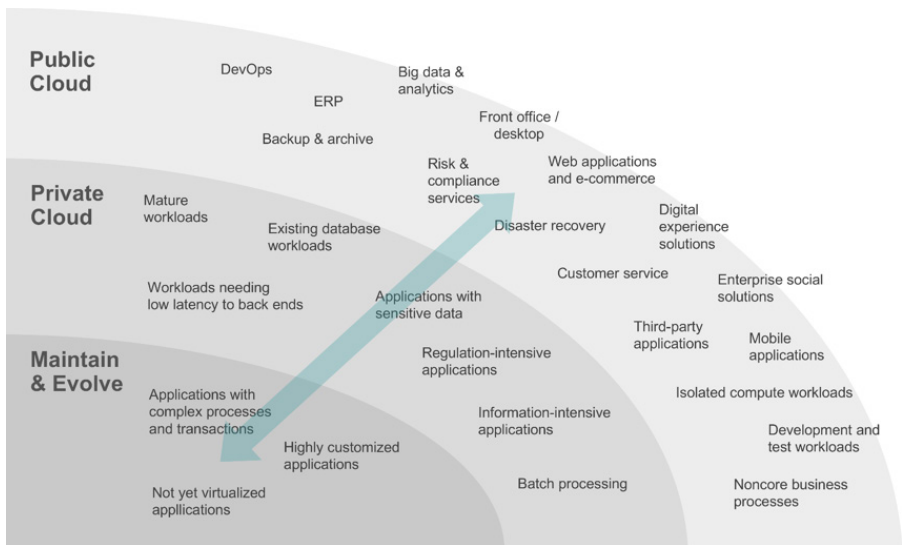 Public
Cloud
DevOps
Big data &
analytics
ERP
Front office /
desktop
Backup & archive
Risk &
compliance
services
Web applications
and e-commerce
Private
Cloud
Mature
workloads
Existing database
workloads
Disaster recovery
Digital
experience
solutions
Customer service
Enterprise social
solutions
Workloads needing
low latency to back ends
Applications with
sensitive data
Third-party
applications
Mobile
applications
Maintain
& Evolve
Regulation-intensive
applications
Applications with
complex processes
and transactions
Isolated compute workloads
Information-intensive
applications
Development and
test workloads
Highly customized
applications
Batch processing
Noncore business
processes
Not yet virtualized
appllications